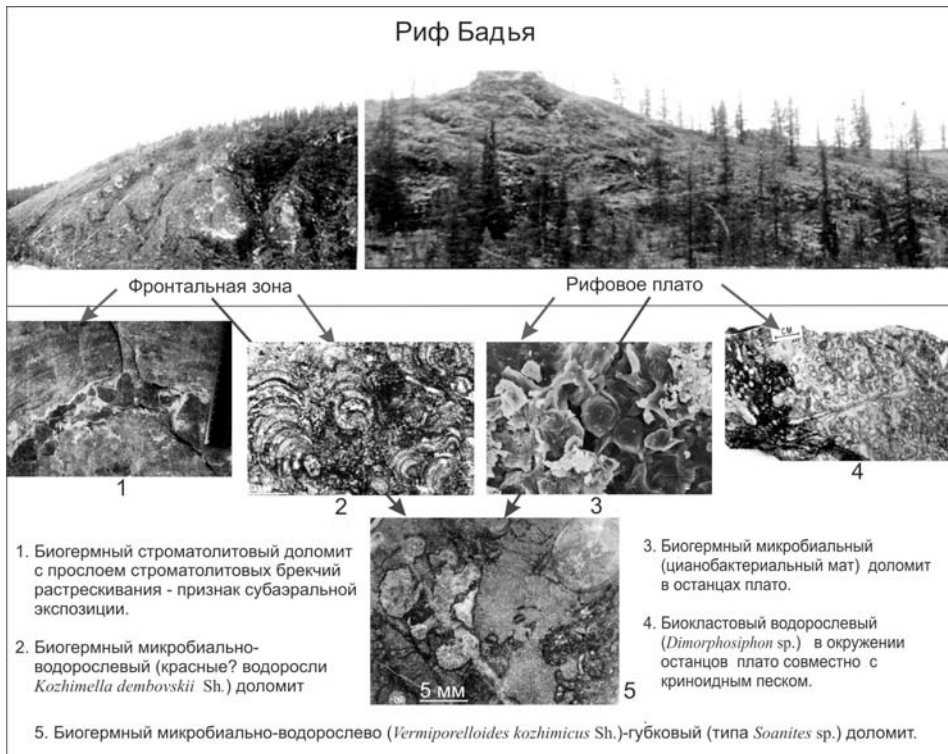 Риф Бадья
Фронтальная зона
Рифовое плато
см
1
2
3
4
1. Биогермный строматолитовый доломит
с прослоем строматолитовых брекчий
растрескивания - признак субаэральной
экспозиции.
2. Биогермный микробиально-
водорослевый (красные? водоросли
Kozhimella dembovskii Sh.) доломит
3. Биогермный микробиальный
(цианобактериальный мат) доломит
в останцах плато.
4. Биокластовый водорослевый
(Dimorphosiphon sp.) в окружении
останцов плато совместно с
криноидным песком.
5 мм
5
5. Биогермный микробиально-водорослево (Vermiporelloides kozhimicus Sh.)-губковый (типа Soanites sp.) доломит.